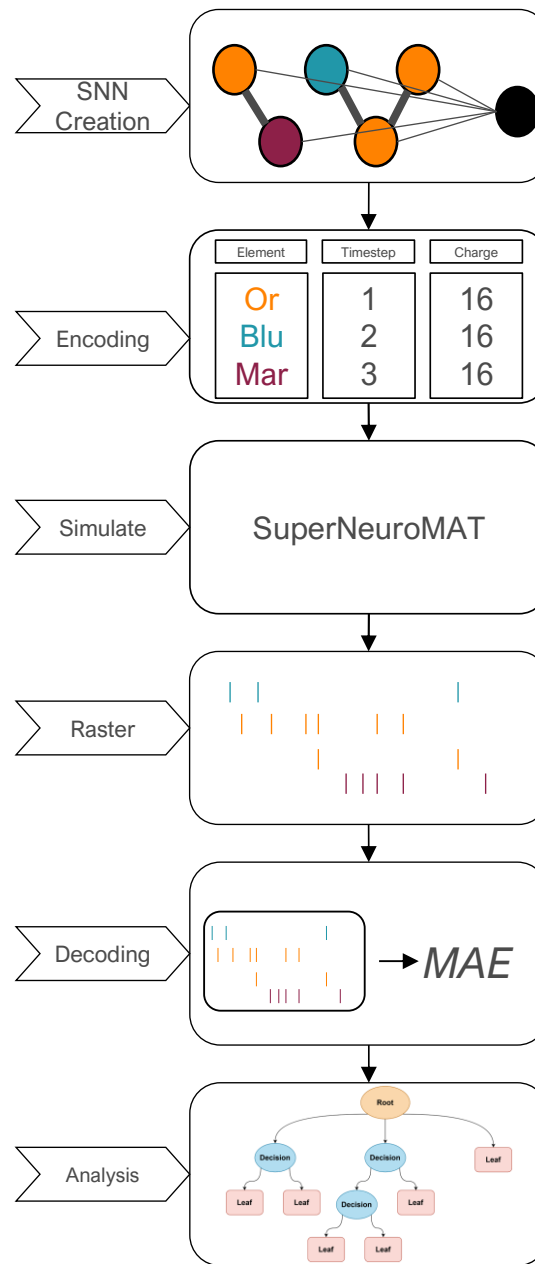 SNN
Creation
Encoding
Element Timestep Charge
Or 1 16
Blu 2 16
Mar 3 16
Simulate
SuperNeuroMAT
Raster
Decoding
MAE
Analysis
Root
Decision Decision Leaf
Leaf Leaf Decision Leaf
Leaf Leaf